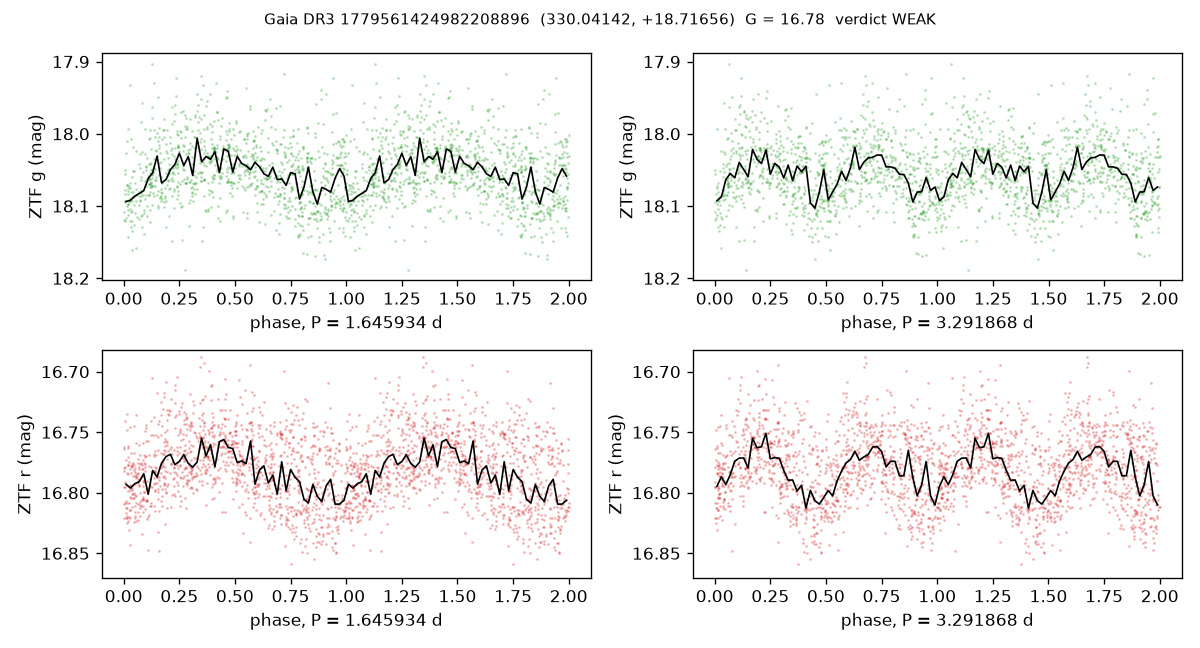 Gaia DR3 1779561424982208896 (330.04142, +18.71656) G = 16.78 verdict WEAK
17.9
18.0
18.1
18.2
ZTF g (mag)
0.00 0.25 0.50 0.75 1.00 1.25 1.50 1.75 2.00
phase, P = 1.645934 d
17.9
18.0
18.1
18.2
ZTF g (mag)
0.00 0.25 0.50 0.75 1.00 1.25 1.50 1.75 2.00
phase, P = 3.291868 d
16.70
16.75
16.80
16.85
ZTF r (mag)
0.00 0.25 0.50 0.75 1.00 1.25 1.50 1.75 2.00
phase, P = 1.645934 d
16.70
16.75
16.80
16.85
ZTF r (mag)
0.00 0.25 0.50 0.75 1.00 1.25 1.50 1.75 2.00
phase, P = 3.291868 d